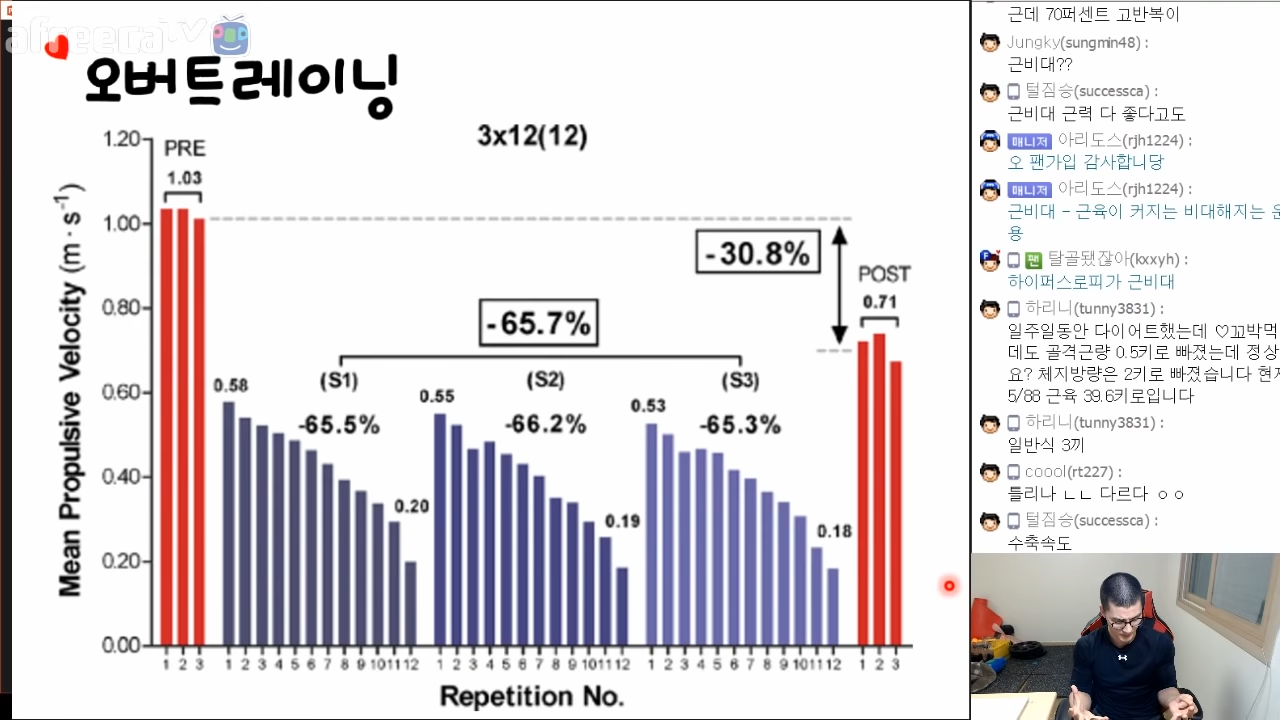 afreecaTV
오버트레이닝
3x12(12)
Mean Propulsive Velocity (m · s⁻¹)
1.20
1.00
0.80
0.60
0.40
0.20
0.00
PRE
1.03
-30.8%
POST
0.71
-65.7%
(S1)
(S2)
(S3)
0.58
0.55
0.53
-65.5%
-66.2%
-65.3%
0.20
0.19
0.18
1 2 3
1 2 3 4 5 6 7 8 9 10 11 12
1 2 3 4 5 6 7 8 9 10 11 12
1 2 3 4 5 6 7 8 9 10 11 12
1 2 3
Repetition No.
근데 70퍼센트 고반복이
Jungky(sungmin48) :
근비대??
털짐승(successca) :
근비대 근력 다 좋다고도
매니저 아리도스(rjh1224) :
오 팬가입 감사합니당
매니저 아리도스(rjh1224) :
근비대 - 근육이 커지는 비대해지는 운
용
팬 탈골됐잖아(kxxyh) :
하이퍼스로피가 근비대
하리니(tunny3831) :
일주일동안 다이어트했는데 ♡꼬박먹
데도 골격근량 0.5키로 빠졌는데 정상
요? 체지방량은 2키로 빠졌습니다 현재
5/88 근육 39.6키로입니다
하리니(tunny3831) :
일반식 3끼
coool(rt227) :
틀리나 ㄴㄴ 다르다 ㅇㅇ
털짐승(successca) :
수축속도